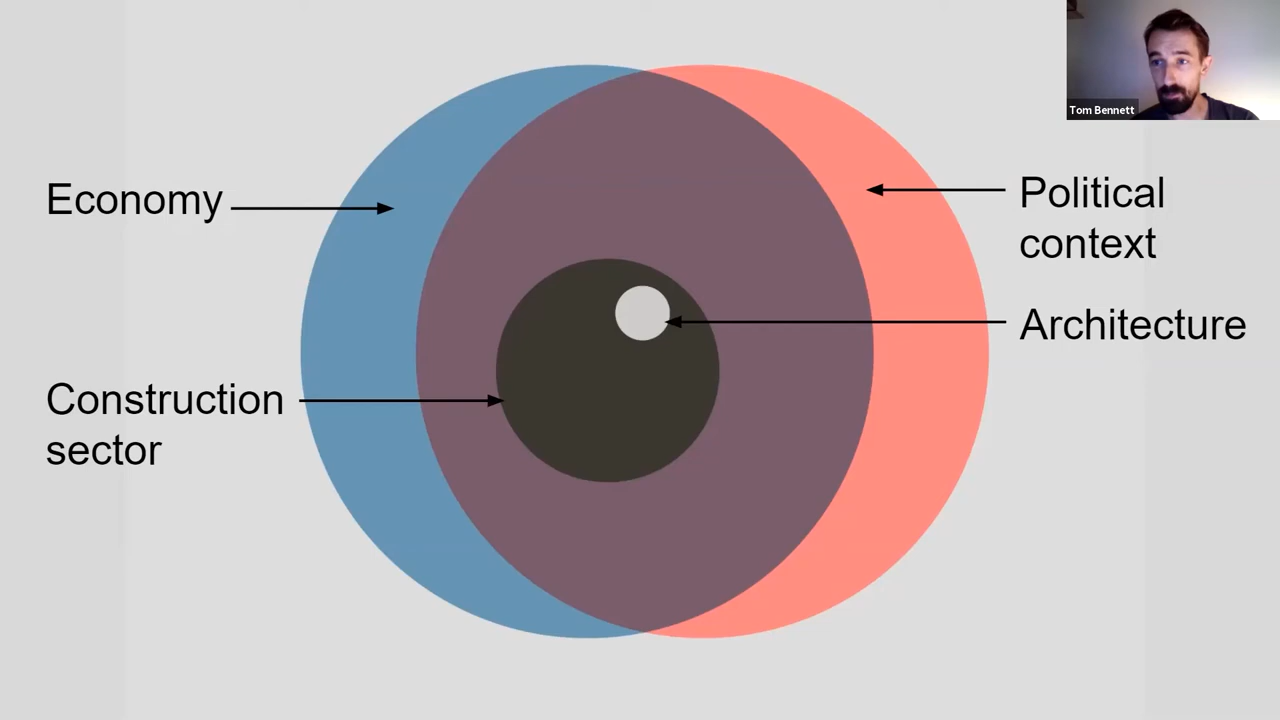 Tom Bennett
Economy
Political
context
Architecture
Construction
sector